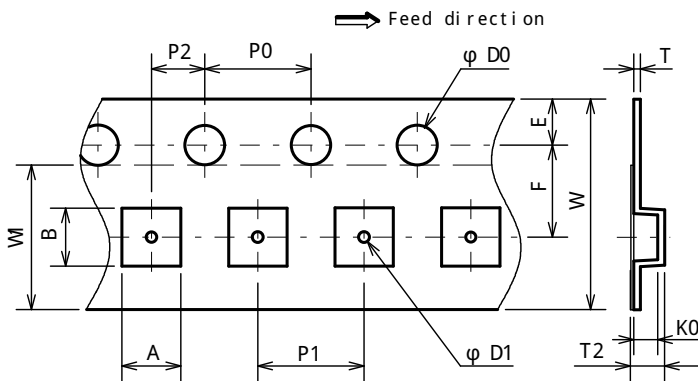 Feed direction
P2
P0
φ D0
T
E
F
W
W1
B
A
P1
φ D1
T2
K0